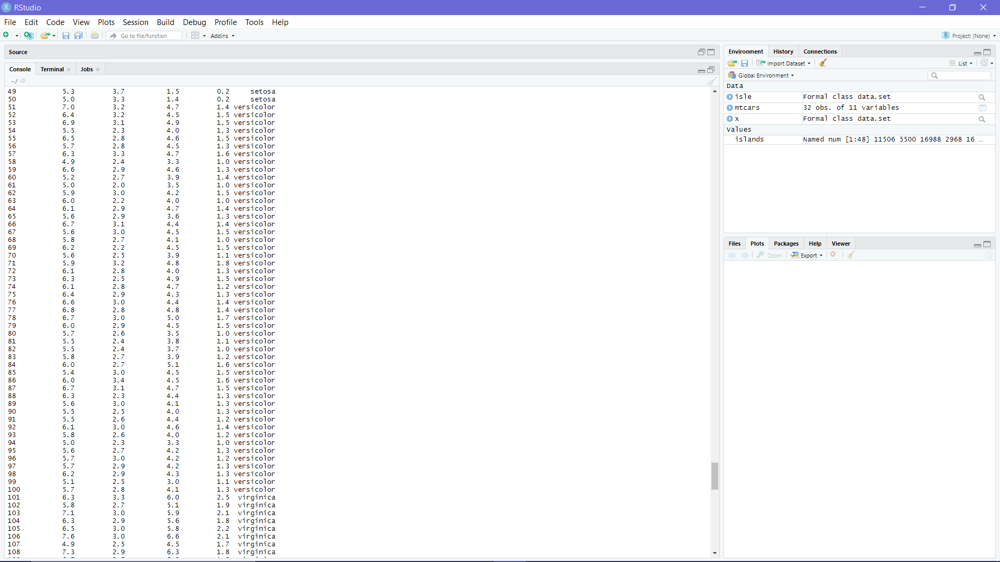 RStudio
File Edit Code View Plots Session Build Debug Profile Tools Help
Go to file/function Addins Project: (None)
Source
Console Terminal Jobs
~/
49 5.3 3.7 1.5 0.2 setosa
50 5.0 3.3 1.4 0.2 setosa
51 7.0 3.2 4.7 1.4 versicolor
52 6.4 3.2 4.5 1.5 versicolor
53 6.9 3.1 4.9 1.5 versicolor
54 5.5 2.3 4.0 1.3 versicolor
55 6.5 2.8 4.6 1.5 versicolor
56 5.7 2.8 4.5 1.3 versicolor
57 6.3 3.3 4.7 1.6 versicolor
58 4.9 2.4 3.3 1.0 versicolor
59 6.6 2.9 4.6 1.3 versicolor
60 5.2 2.7 3.9 1.4 versicolor
61 5.0 2.0 3.5 1.0 versicolor
62 5.9 3.0 4.2 1.5 versicolor
63 6.0 2.2 4.0 1.0 versicolor
64 6.1 2.9 4.7 1.4 versicolor
65 5.6 2.9 3.6 1.3 versicolor
66 6.7 3.1 4.4 1.4 versicolor
67 5.6 3.0 4.5 1.5 versicolor
68 5.8 2.7 4.1 1.0 versicolor
69 6.2 2.2 4.5 1.5 versicolor
70 5.6 2.5 3.9 1.1 versicolor
71 5.9 3.2 4.8 1.8 versicolor
72 6.1 2.8 4.0 1.3 versicolor
73 6.3 2.5 4.9 1.5 versicolor
74 6.1 2.8 4.7 1.2 versicolor
75 6.4 2.9 4.3 1.3 versicolor
76 6.6 3.0 4.4 1.4 versicolor
77 6.8 2.8 4.8 1.4 versicolor
78 6.7 3.0 5.0 1.7 versicolor
79 6.0 2.9 4.5 1.5 versicolor
80 5.7 2.6 3.5 1.0 versicolor
81 5.5 2.4 3.8 1.1 versicolor
82 5.5 2.4 3.7 1.0 versicolor
83 5.8 2.7 3.9 1.2 versicolor
84 6.0 2.7 5.1 1.6 versicolor
85 5.4 3.0 4.5 1.5 versicolor
86 6.0 3.4 4.5 1.6 versicolor
87 6.7 3.1 4.7 1.5 versicolor
88 6.3 2.3 4.4 1.3 versicolor
89 5.6 3.0 4.1 1.3 versicolor
90 5.5 2.5 4.0 1.3 versicolor
91 5.5 2.6 4.4 1.2 versicolor
92 6.1 3.0 4.6 1.4 versicolor
93 5.8 2.6 4.0 1.2 versicolor
94 5.0 2.3 3.3 1.0 versicolor
95 5.6 2.7 4.2 1.3 versicolor
96 5.7 3.0 4.2 1.2 versicolor
97 5.7 2.9 4.2 1.3 versicolor
98 6.2 2.9 4.3 1.3 versicolor
99 5.1 2.5 3.0 1.1 versicolor
100 5.7 2.8 4.1 1.3 versicolor
101 6.3 3.3 6.0 2.5 virginica
102 5.8 2.7 5.1 1.9 virginica
103 7.1 3.0 5.9 2.1 virginica
104 6.3 2.9 5.6 1.8 virginica
105 6.5 3.0 5.8 2.2 virginica
106 7.6 3.0 6.6 2.1 virginica
107 4.9 2.5 4.5 1.7 virginica
108 7.3 2.9 6.3 1.8 virginica
Environment History Connections
Import Dataset List
Global Environment
Data
isle Formal class data.set
mtcars 32 obs. of 11 variables
x Formal class data.set
Values
islands Named num [1:48] 11506 5500 16988 2968 16 …
Files Plots Packages Help Viewer
Zoom Export